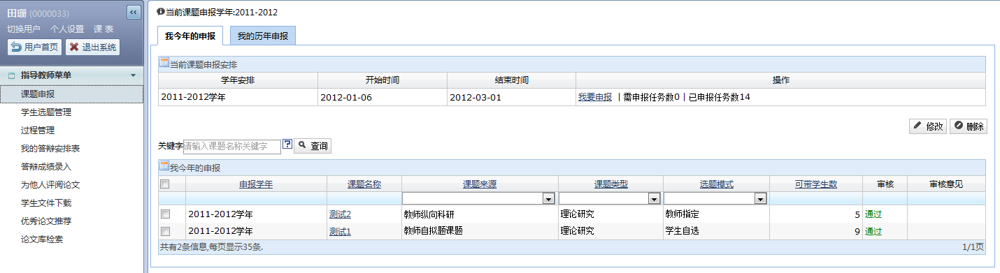 田珊 (0000033)
切换用户 个人设置 课 表
用户首页 退出系统
指导教师菜单
课题申报
学生选题管理
过程管理
我的答辩安排表
答辩成绩录入
为他人评阅论文
学生文件下载
优秀论文推荐
论文库检索
当前课题申报学年:2011-2012
我今年的申报 我的历年申报
当前课题申报安排
学年安排 开始时间 结束时间 操作
2011-2012学年 2012-01-06 2012-03-01 我要申报 | 需申报任务数0 | 已申报任务数14
修改 删除
关键字 请输入课题名称关键字 ? 查询
我今年的申报
申报学年 课题名称 课题来源 课题类型 选题模式 可带学生数 审核 审核意见
2011-2012学年 测试2 教师纵向科研 理论研究 教师指定 5 通过
2011-2012学年 测试1 教师自拟题课题 理论研究 学生自选 9 通过
共有2条信息,每页显示35条. 1/1页